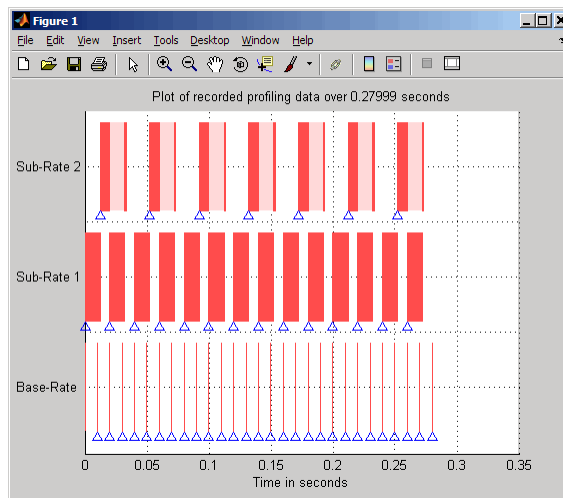 Figure 1
File Edit View Insert Tools Desktop Window Help
Plot of recorded profiling data over 0.27999 seconds
Sub-Rate 2
Sub-Rate 1
Base-Rate
0 0.05 0.1 0.15 0.2 0.25 0.3 0.35
Time in seconds